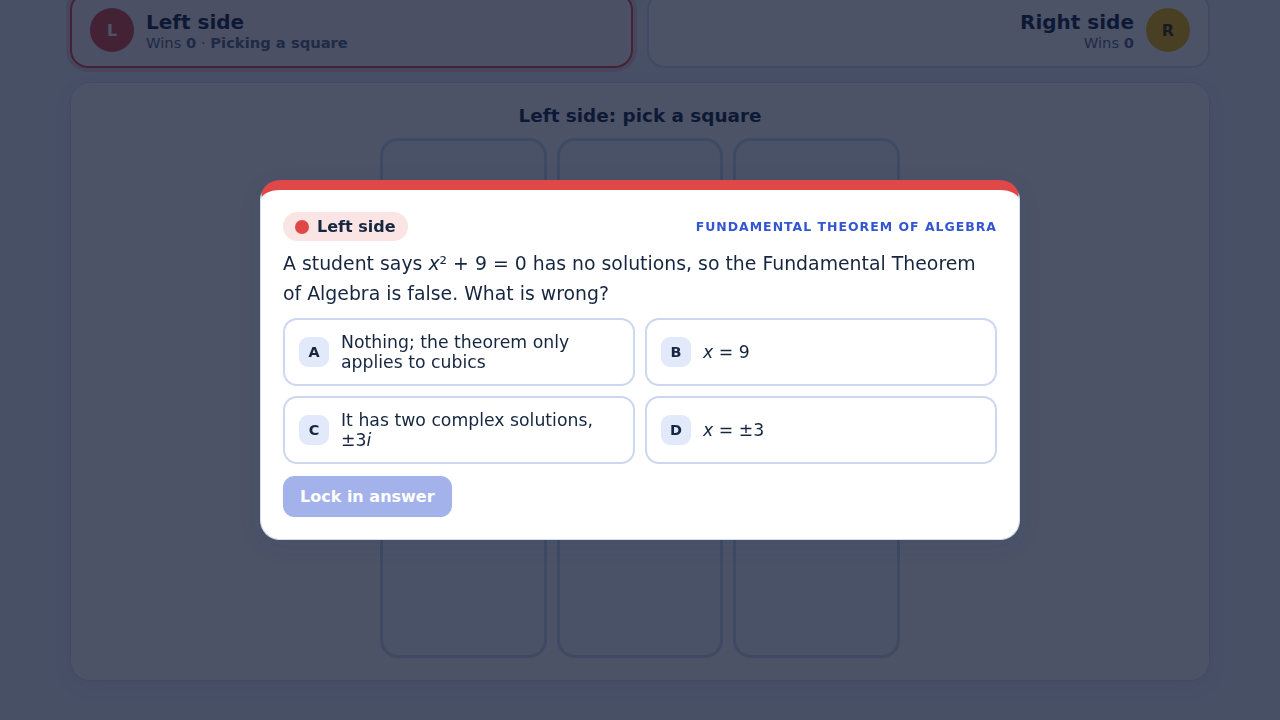 L
Left side
Wins 0 · Picking a square
Right side
Wins 0
R
Left side: pick a square
Left side
FUNDAMENTAL THEOREM OF ALGEBRA
A student says x² + 9 = 0 has no solutions, so the Fundamental Theorem
of Algebra is false. What is wrong?
A
Nothing; the theorem only
applies to cubics
B
x = 9
C
It has two complex solutions,
±3i
D
x = ±3
Lock in answer